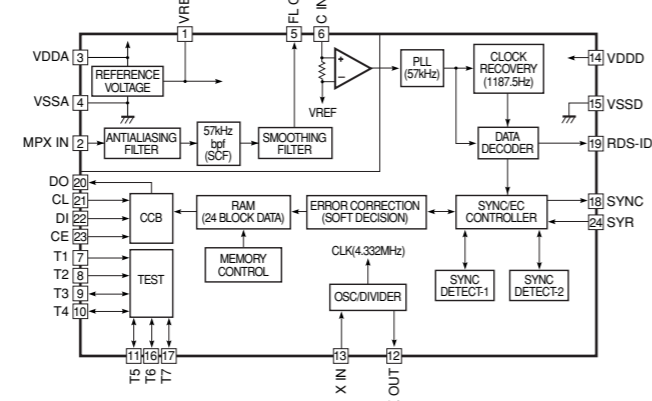 VRE
FL
C IN
1
5
6
VDDA 3
REFERENCE
VOLTAGE
VSSA 4
MPX IN 2
ANTIALIASING
FILTER
57kHz
bpf
(SCF)
SMOOTHING
FILTER
+
–
VREF
PLL
(57kHz)
CLOCK
RECOVERY
(1187.5Hz)
DATA
DECODER
14 VDDD
15 VSSD
19 RDS-ID
DO 20
CL 21
DI 22
CE 23
CCB
RAM
(24 BLOCK DATA)
ERROR CORRECTION
(SOFT DECISION)
SYNC/EC
CONTROLLER
18 SYNC
24 SYR
T1 7
T2 8
T3 9
T4 10
TEST
MEMORY
CONTROL
CLK(4.332MHz)
OSC/DIVIDER
SYNC
DETECT-1
SYNC
DETECT-2
11
16
17
13
12
T5
T6
T7
X IN
OUT